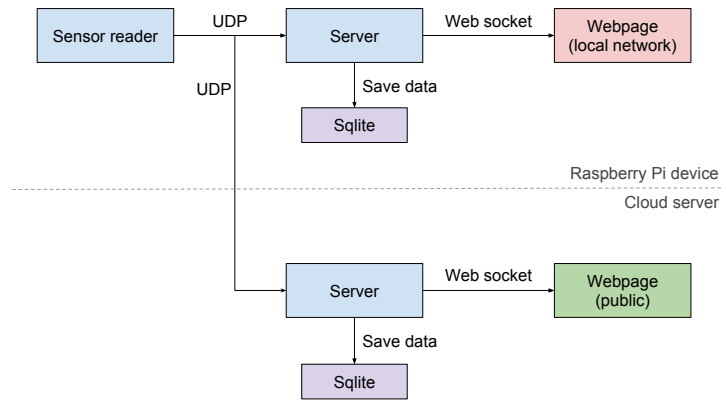 UDP
Sensor reader
Server
Web socket
Webpage
(local network)
UDP
Save data
Sqlite
Raspberry Pi device
Cloud server
Server
Web socket
Webpage
(public)
Save data
Sqlite